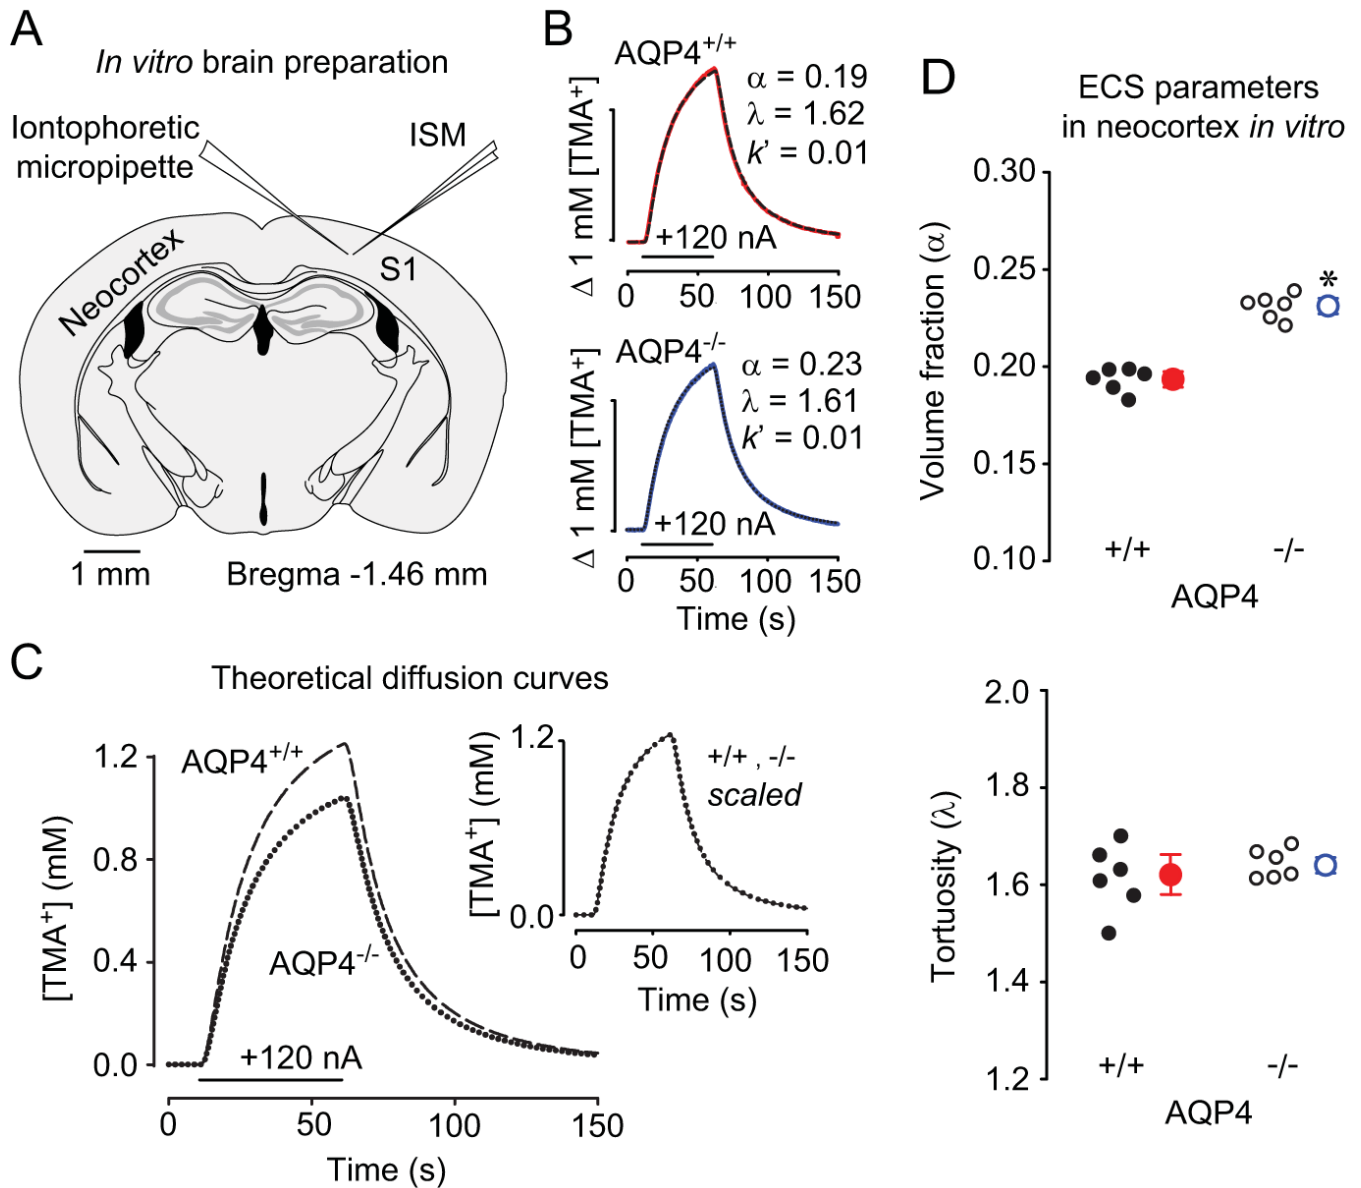 A
In vitro brain preparation
Iontophoretic
micropipette
ISM
Neocortex
S1
1 mm
Bregma -1.46 mm
B
AQP4+/+
α = 0.19
λ = 1.62
k’ = 0.01
Δ 1 mM [TMA+]
+120 nA
0 50 100 150
AQP4-/-
α = 0.23
λ = 1.61
k’ = 0.01
Δ 1 mM [TMA+]
+120 nA
0 50 100 150
Time (s)
C
Theoretical diffusion curves
[TMA+] (mM)
1.2
0.8
0.4
0.0
AQP4+/+
AQP4-/-
+120 nA
0 50 100 150
Time (s)
[TMA+] (mM)
1.2
0.0
+/+ , -/-
scaled
0 50 100 150
Time (s)
D
ECS parameters
in neocortex in vitro
Volume fraction (α)
0.30
0.25
0.20
0.15
0.10
*
+/+ -/-
AQP4
Tortuosity (λ)
2.0
1.8
1.6
1.4
1.2
+/+ -/-
AQP4